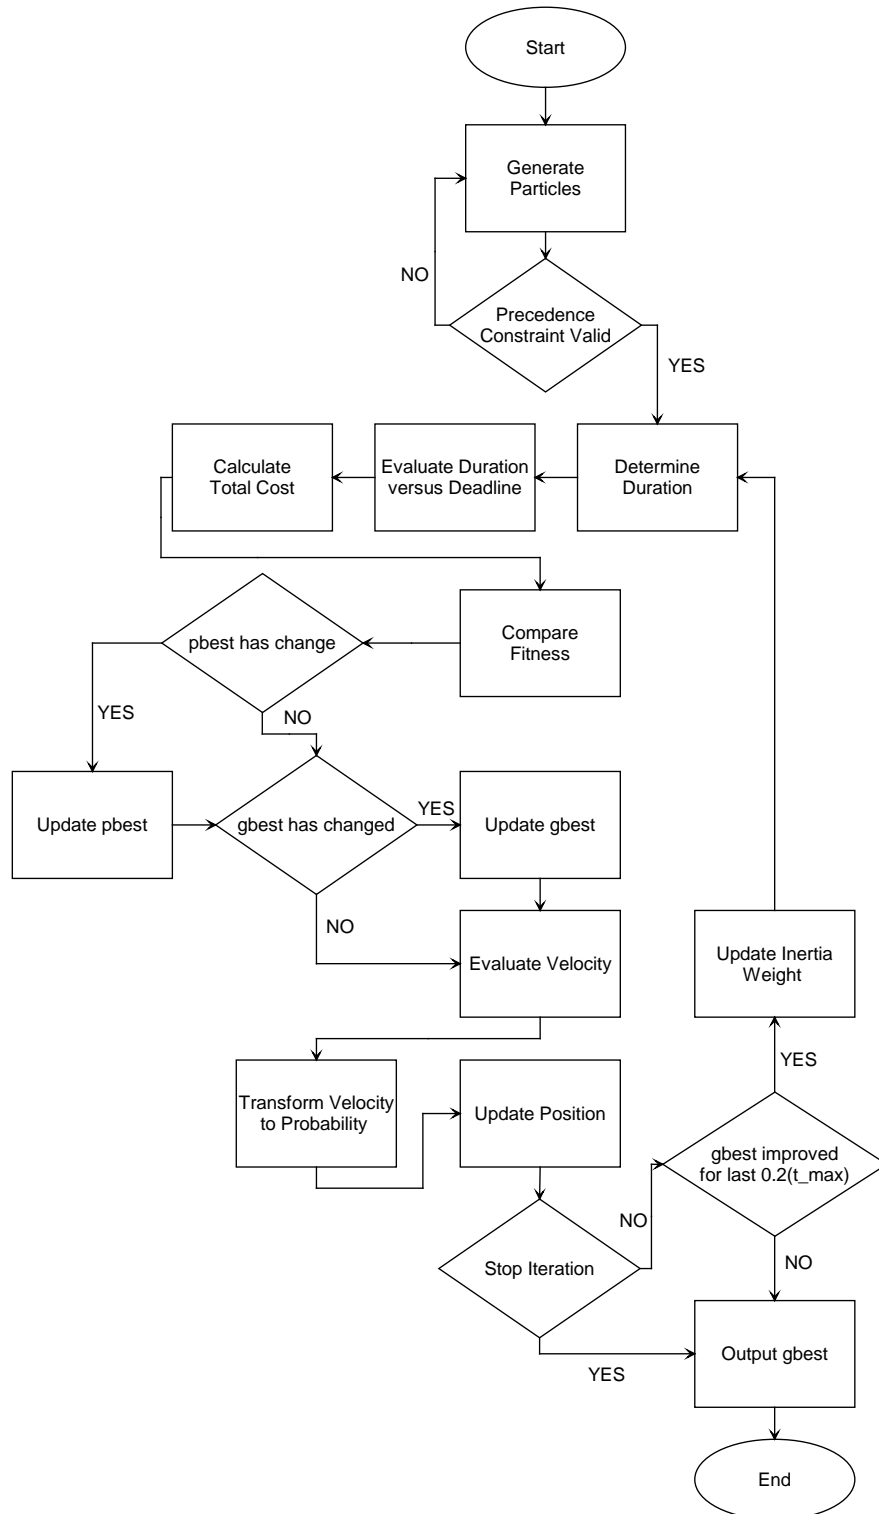 Start
Generate
Particles
NO
Precedence
Constraint Valid
YES
Calculate
Total Cost
Evaluate Duration
versus Deadline
Determine
Duration
pbest has change
Compare
Fitness
YES
NO
Update pbest
gbest has changed
YES
Update gbest
NO
Evaluate Velocity
Update Inertia
Weight
YES
Transform Velocity
to Probability
Update Position
gbest improved
for last 0.2(t_max)
NO
Stop Iteration
NO
YES
Output gbest
End